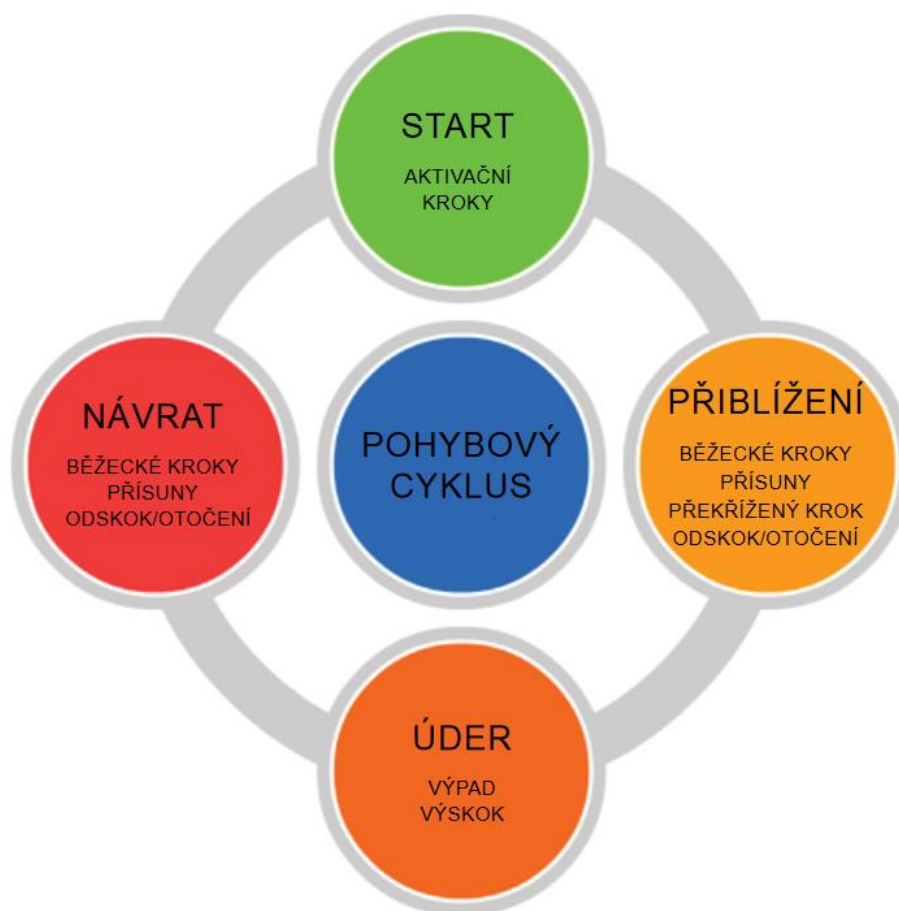 START
AKTIVAČNÍ
KROKY
NÁVRAT
BĚŽECKÉ KROKY
PŘÍSUNY
ODSKOK/OTOČENÍ
POHYBOVÝ
CYKLUS
PŘIBLÍŽENÍ
BĚŽECKÉ KROKY
PŘÍSUNY
PŘEKŘÍŽENÝ KROK
ODSKOK/OTOČENÍ
ÚDER
VÝPAD
VÝSKOK